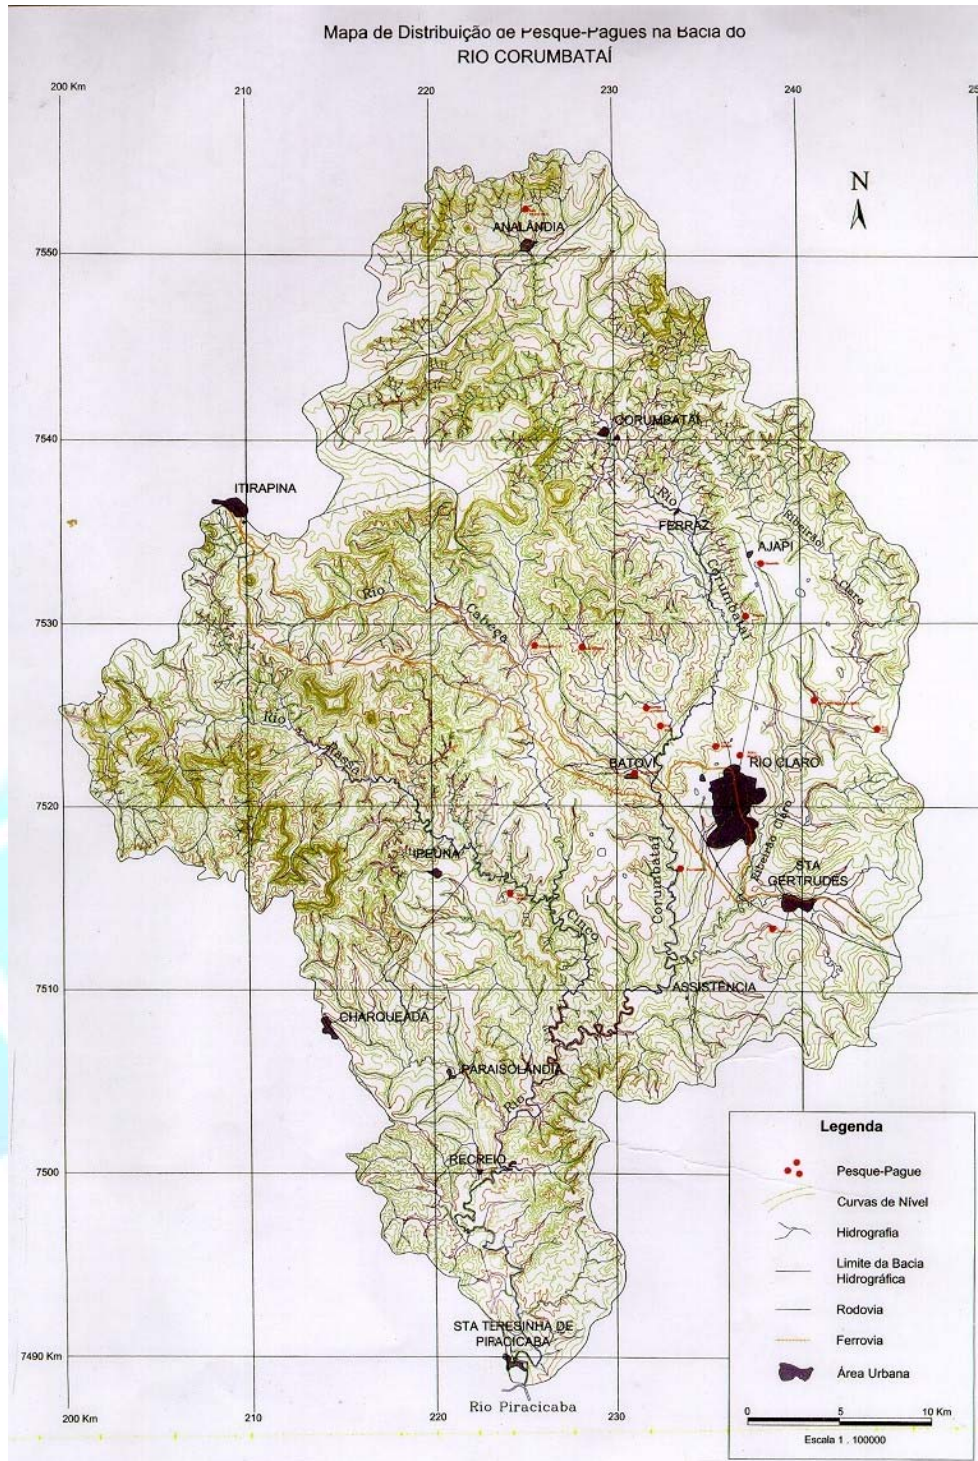 Mapa de Distribuição de Pesque-Pagues na Bacia do
RIO CORUMBATAÍ
200 Km
210
220
230
240
N
ANALÂNDIA
7550
7540
CORUMBATAÍ
ITIRAPINA
Rio
FERRAZ
Ribeirão
AJAPI
Claro
Corumbataí
Rio
Cabeça
7530
Rio
Passa
BATOVI
RIO CLARO
7520
Ribeirão Claro
IPEUNA
STA
GERTRUDES
Corumbataí
Cinco
7510
ASSISTÊNCIA
CHARQUEADA
PARAISOLÂNDIA
Rio
7500
RECREIO
STA TERESINHA DE
PIRACICABA
7490 Km
Rio Piracicaba
200 Km
210
220
230
Legenda
Pesque-Pague
Curvas de Nível
Hidrografia
Limite da Bacia
Hidrográfica
Rodovia
Ferrovia
Área Urbana
0
5
10 Km
Escala 1 . 100000